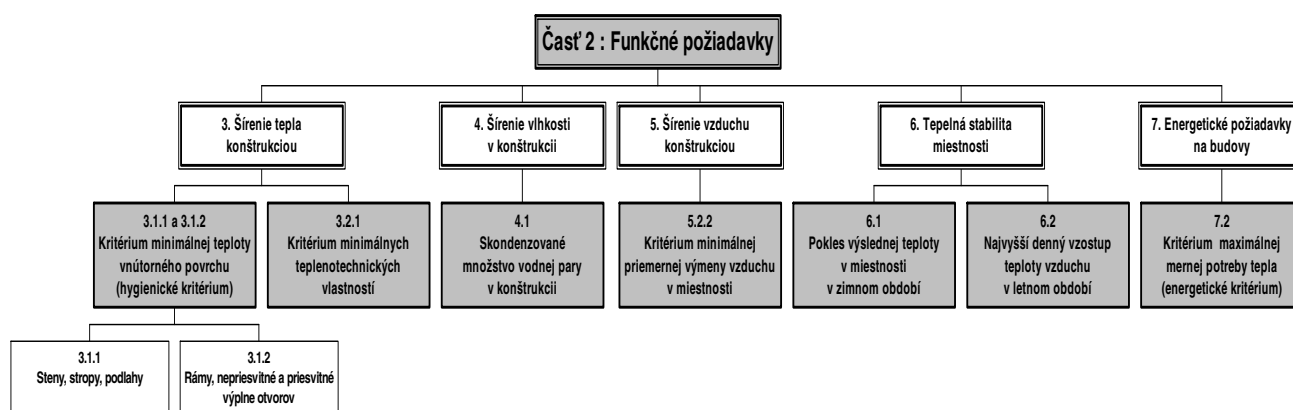 Časť 2 : Funkčné požiadavky
3. Šírenie tepla
konštrukciou
4. Šírenie vlhkosti
v konštrukcii
5. Šírenie vzduchu
konštrukciou
6. Tepelná stabilita
miestnosti
7. Energetické požiadavky
na budovy
3.1.1 a 3.1.2
Kritérium minimálnej teploty
vnútorného povrchu
(hygienické kritérium)
3.2.1
Kritérium minimálnych
teplenotechnických
vlastností
4.1
Skondenzované
množstvo vodnej pary
v konštrukcii
5.2.2
Kritérium minimálnej
priemernej výmeny vzduchu
v miestnosti
6.1
Pokles výslednej teploty
v miestnosti
v zimnom období
6.2
Najvyšší denný vzostup
teploty vzduchu
v letnom období
7.2
Kritérium maximálnej
mernej potreby tepla
(energetické kritérium)
3.1.1
Steny, stropy, podlahy
3.1.2
Rámy, nepriesvitné a priesvitné
výplne otvorov